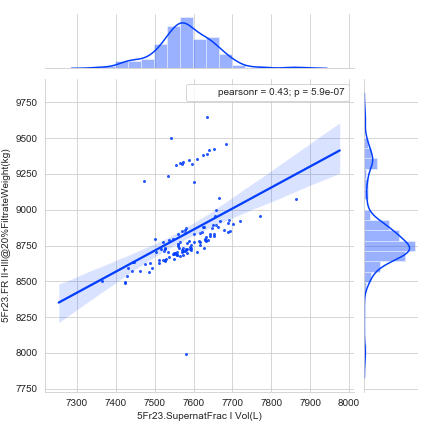 pearsonr = 0.43; p = 5.9e-07
9750
9500
9250
9000
8750
8500
8250
8000
7750
5Fr23.FR II+III@20%FiltrateWeight(kg)
7300 7400 7500 7600 7700 7800 7900 8000
5Fr23.SupernatFrac I Vol(L)